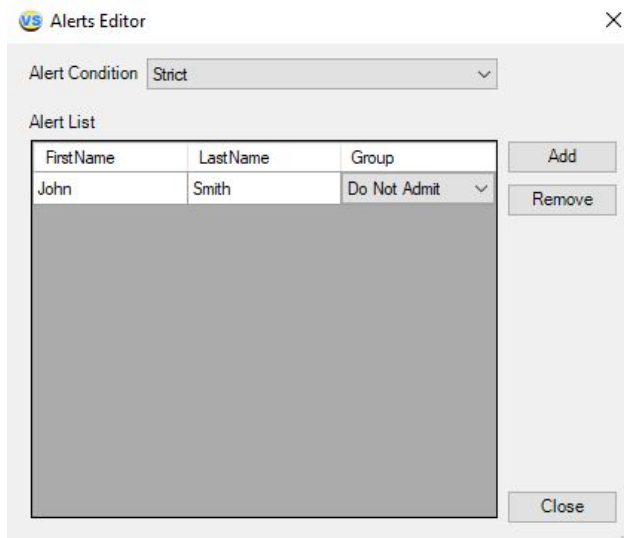 VS Alerts Editor
Alert Condition Strict
Alert List
FirstName LastName Group Add
John Smith Do Not Admit Remove
Close